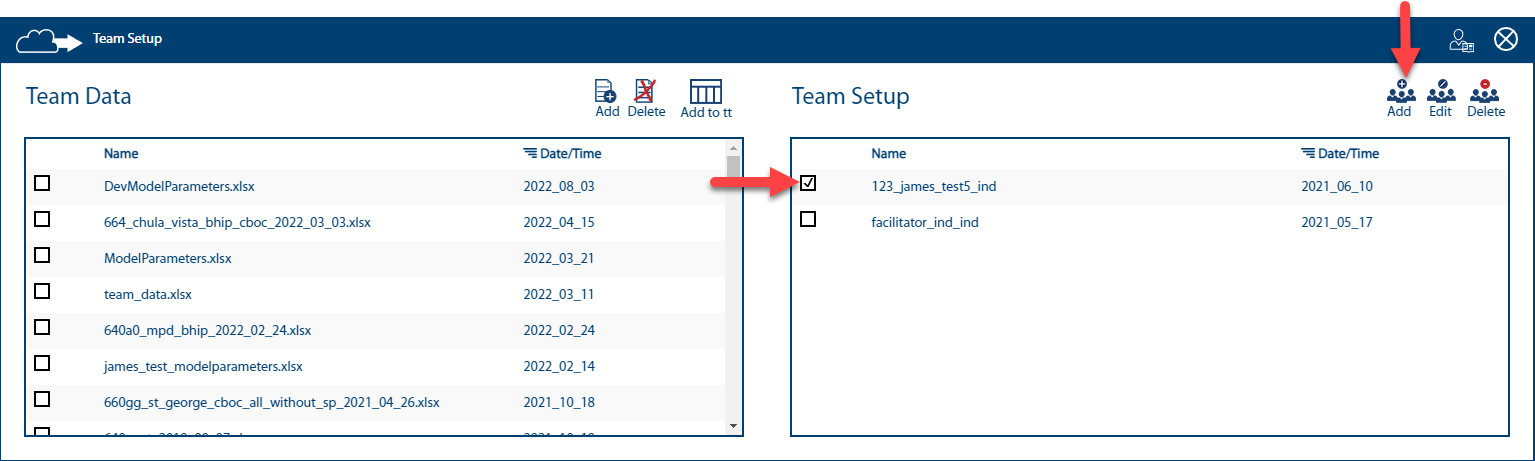 Team Setup
Team Data
Add Delete Add to tt
Name Date/Time
DevModelParameters.xlsx 2022_08_03
664_chula_vista_bhip_cboc_2022_03_03.xlsx 2022_04_15
ModelParameters.xlsx 2022_03_21
team_data.xlsx 2022_03_11
640a0_mpd_bhip_2022_02_24.xlsx 2022_02_24
james_test_modelparameters.xlsx 2022_02_14
660gg_st_george_cboc_all_without_sp_2021_04_26.xlsx 2021_10_18
Team Setup
Add Edit Delete
Name Date/Time
123_james_test5_ind 2021_06_10
facilitator_ind_ind 2021_05_17